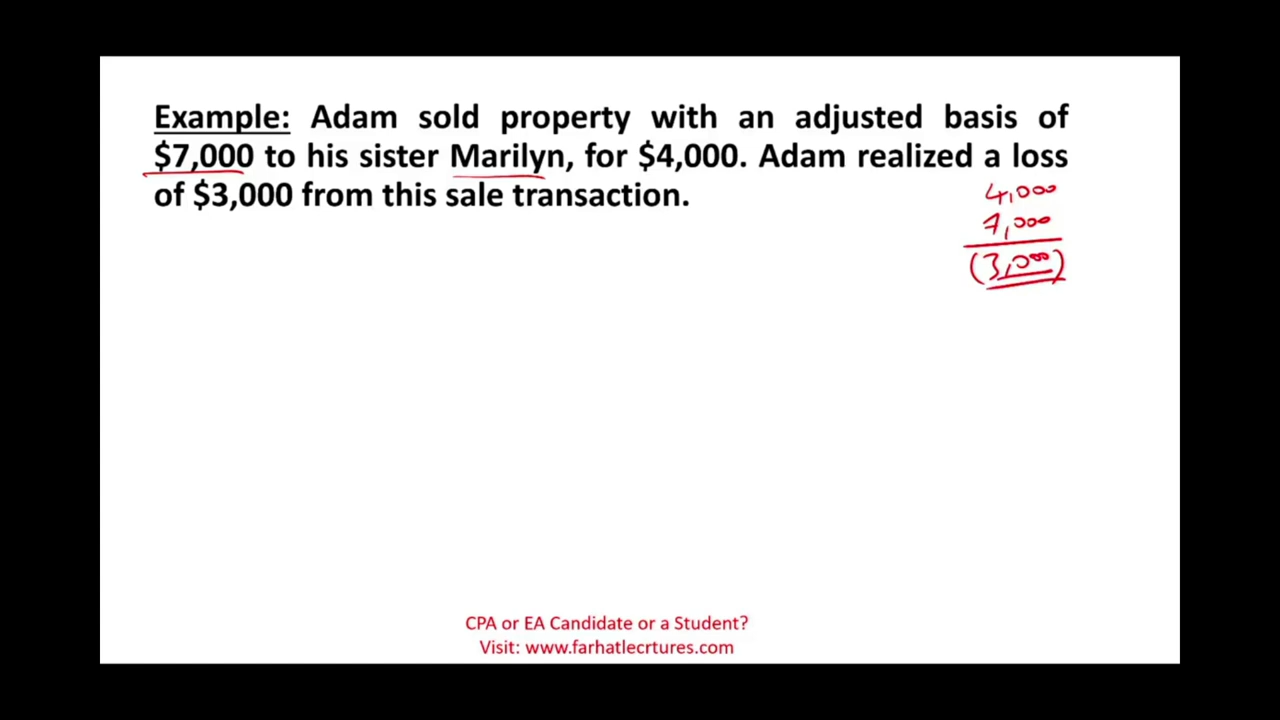 Example: Adam sold property with an adjusted basis of
$7,000 to his sister Marilyn, for $4,000. Adam realized a loss
of $3,000 from this sale transaction.
4,000
7,000
(3,000)
CPA or EA Candidate or a Student?
Visit: www.farhatlecrtures.com